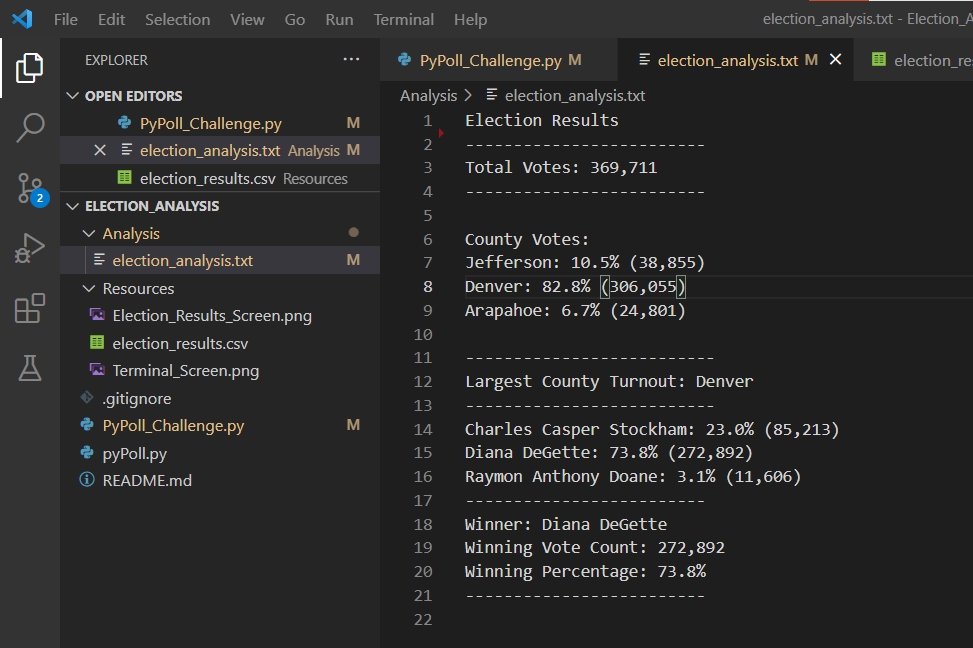 File Edit Selection View Go Run Terminal Help election_analysis.txt - Election_A
EXPLORER ...
OPEN EDITORS
PyPoll_Challenge.py M
election_analysis.txt Analysis M
election_results.csv Resources
2
ELECTION_ANALYSIS
Analysis
election_analysis.txt M
Resources
Election_Results_Screen.png
election_results.csv
Terminal_Screen.png
.gitignore
PyPoll_Challenge.py M
pyPoll.py
README.md
PyPoll_Challenge.py M election_analysis.txt M election_res
Analysis > election_analysis.txt
1 Election Results
2 -------------------------
3 Total Votes: 369,711
4 -------------------------
5
6 County Votes:
7 Jefferson: 10.5% (38,855)
8 Denver: 82.8% (306,055)
9 Arapahoe: 6.7% (24,801)
10
11 --------------------------
12 Largest County Turnout: Denver
13 --------------------------
14 Charles Casper Stockham: 23.0% (85,213)
15 Diana DeGette: 73.8% (272,892)
16 Raymon Anthony Doane: 3.1% (11,606)
17 -------------------------
18 Winner: Diana DeGette
19 Winning Vote Count: 272,892
20 Winning Percentage: 73.8%
21 -------------------------
22